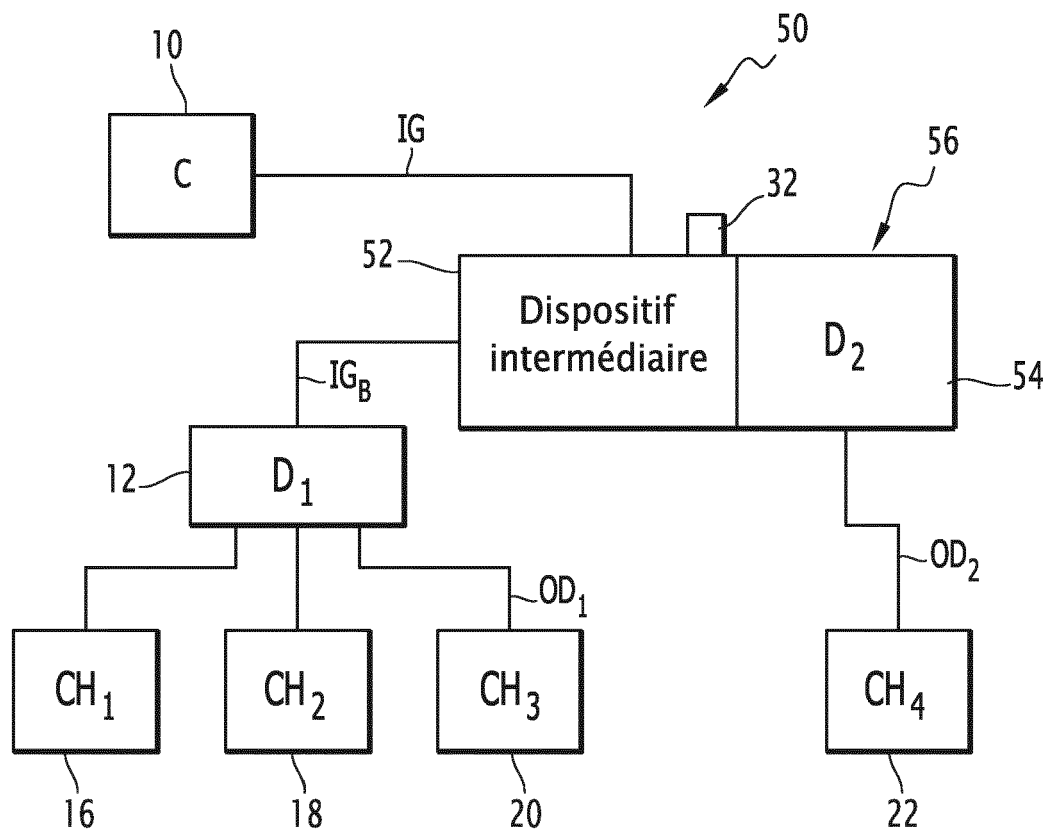 50
10
IG
C
56
32
52
Dispositif
intermédiaire
D2
IGB
54
12
D1
OD1
OD2
CH1
CH2
CH3
CH4
16
18
20
22